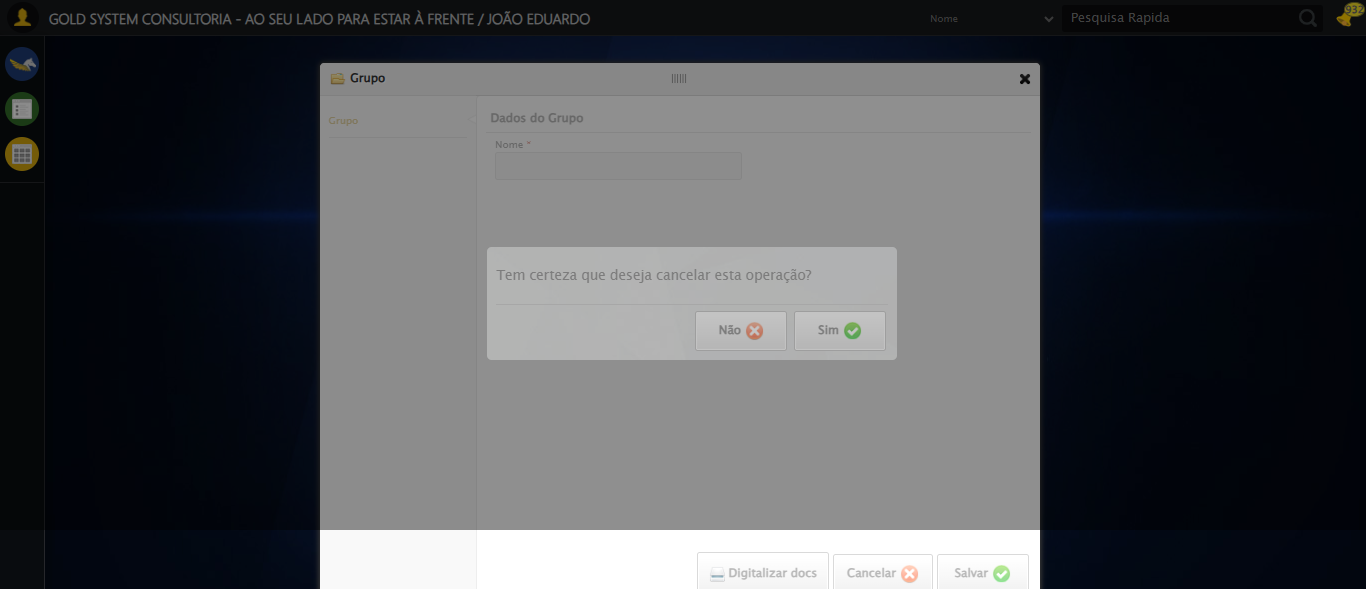 GOLD SYSTEM CONSULTORIA - AO SEU LADO PARA ESTAR À FRENTE / JOÃO EDUARDO
Nome
Pesquisa Rapida
932
Grupo
Grupo
Dados do Grupo
Nome *
Tem certeza que deseja cancelar esta operação?
Não
Sim
Digitalizar docs
Cancelar
Salvar